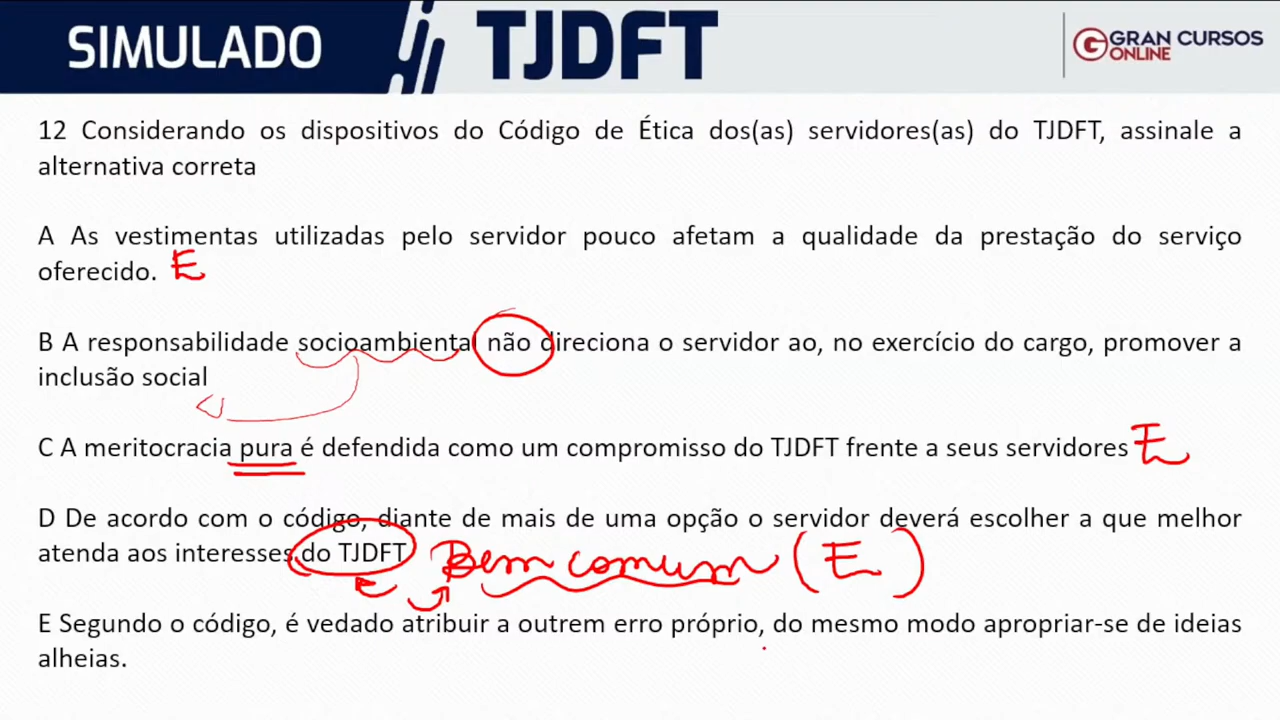 SIMULADO TJDFT GRAN CURSOS
ONLINE
12 Considerando os dispositivos do Código de Ética dos(as) servidores(as) do TJDFT, assinale a
alternativa correta
A As vestimentas utilizadas pelo servidor pouco afetam a qualidade da prestação do serviço
oferecido. E
B A responsabilidade socioambiental não direciona o servidor ao, no exercício do cargo, promover a
inclusão social
C A meritocracia pura é defendida como um compromisso do TJDFT frente a seus servidores E
D De acordo com o código, diante de mais de uma opção o servidor deverá escolher a que melhor
atenda aos interesses do TJDFT Bem comum (E)
E Segundo o código, é vedado atribuir a outrem erro próprio, do mesmo modo apropriar-se de ideias
alheias.